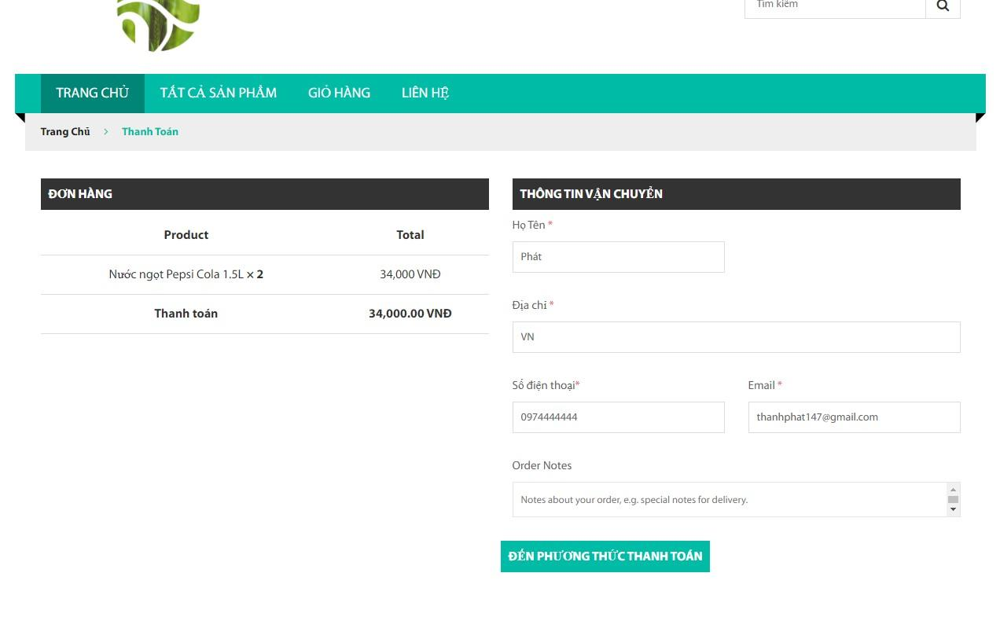 Tìm kiếm
TRANG CHỦ TẤT CẢ SẢN PHẨM GIỎ HÀNG LIÊN HỆ
Trang Chủ > Thanh Toán
ĐƠN HÀNG
Product Total
Nước ngọt Pepsi Cola 1.5L × 2 34,000 VNĐ
Thanh toán 34,000.00 VNĐ
THÔNG TIN VẬN CHUYỂN
Họ Tên *
Phát
Địa chỉ *
VN
Số điện thoại* Email *
0974444444 thanhphat147@gmail.com
Order Notes
Notes about your order, e.g. special notes for delivery.
ĐẾN PHƯƠNG THỨC THANH TOÁN